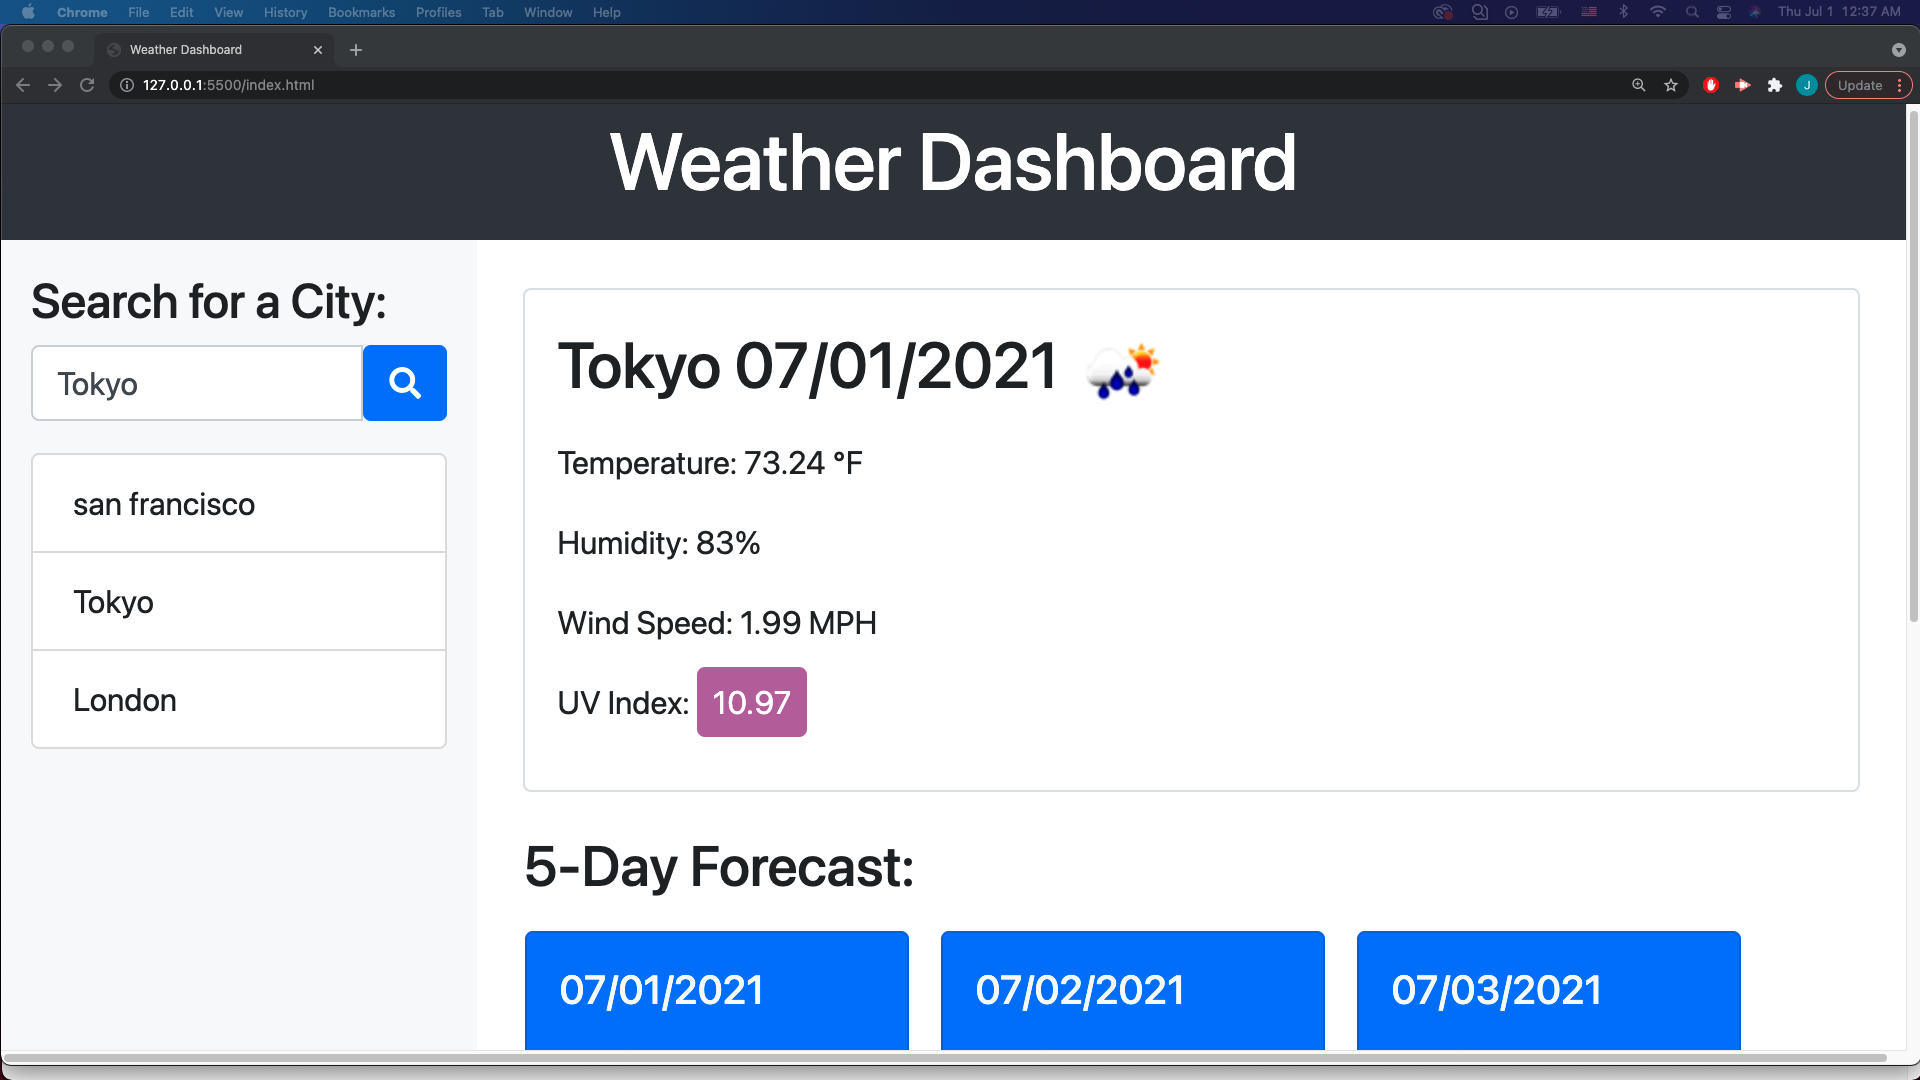 Chrome File Edit View History Bookmarks Profiles Tab Window Help Thu Jul 1 12:37 AM
Weather Dashboard
127.0.0.1:5500/index.html J Update
Weather Dashboard
Search for a City:
Tokyo
san francisco
Tokyo
London
Tokyo 07/01/2021
Temperature: 73.24 °F
Humidity: 83%
Wind Speed: 1.99 MPH
UV Index: 10.97
5-Day Forecast:
07/01/2021 07/02/2021 07/03/2021